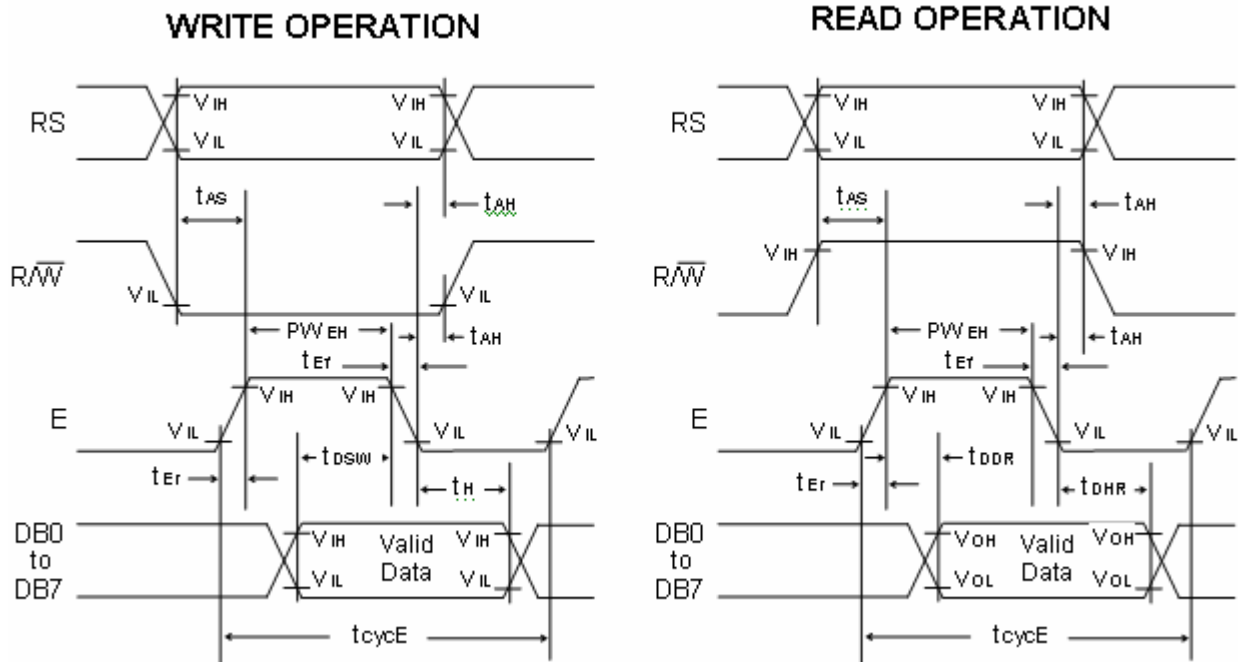 WRITE OPERATION
RS
VIH
VIH
VIL
VIL
tAS
tAH
R/W̅
VIL
VIL
PWEH
tAH
tEr
E
VIH
VIH
VIL
VIL
VIL
tDSW
tEr
tH
DB0
to
DB7
VIH
Valid
Data
VIH
VIL
VIL
tcycE
READ OPERATION
RS
VIH
VIH
VIL
VIL
tAS
tAH
R/W̅
VIH
VIH
PWEH
tAH
tEr
E
VIH
VIH
VIL
VIL
VIL
tDDR
tEr
tDHR
DB0
to
DB7
VOH
Valid
Data
VOH
VOL
VOL
tcycE